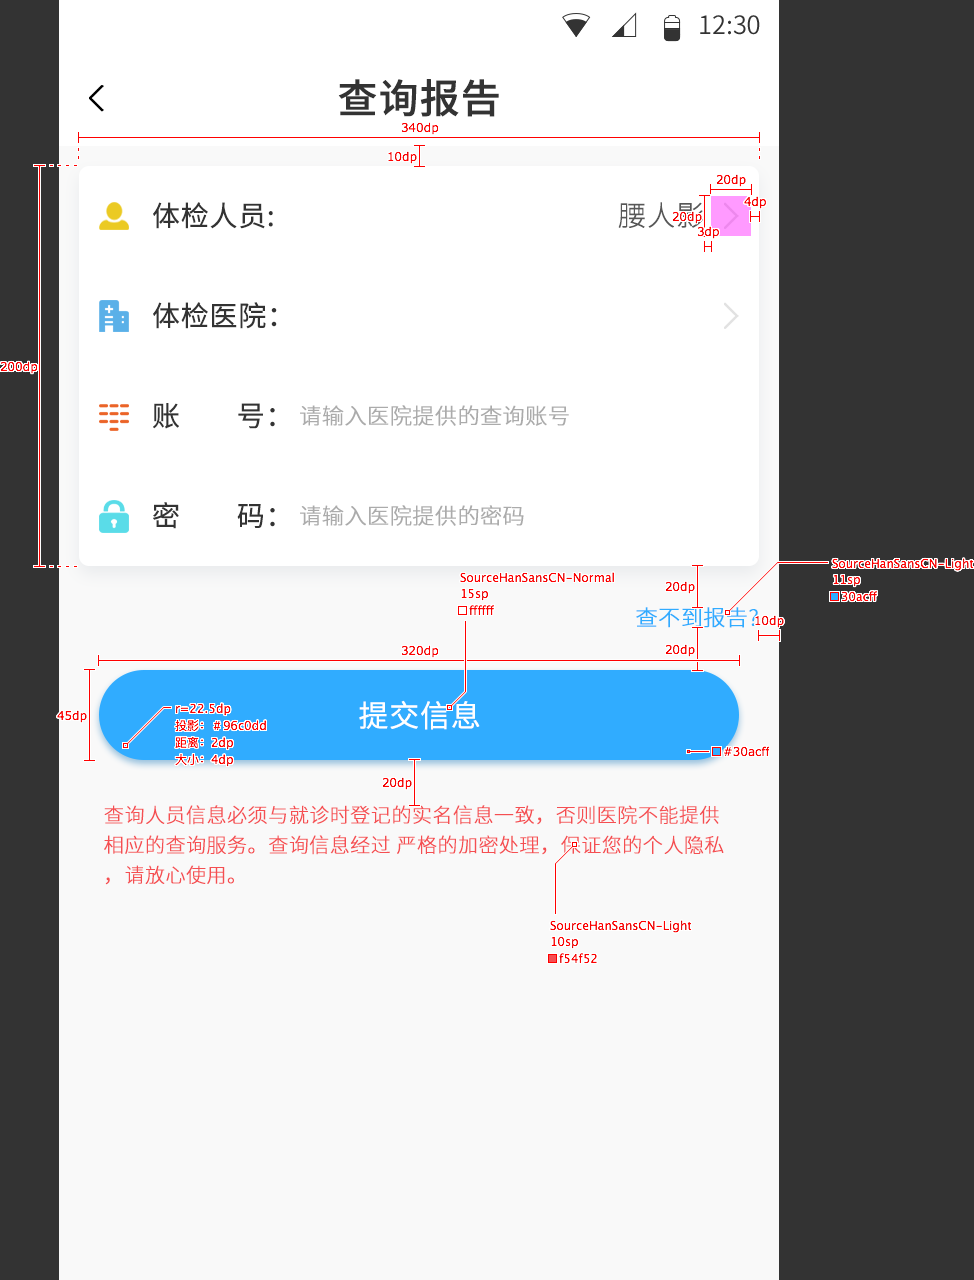 12:30
查询报告
340dp
10dp
20dp
体检人员:
腰人影
20dp
4dp
3dp
体检医院：
200dp
账 号：
请输入医院提供的查询账号
密 码：
请输入医院提供的密码
SourceHanSansCN-Normal
15sp
ffffff
20dp
SourceHanSansCN-Light
11sp
30acff
查不到报告?
10dp
320dp
20dp
45dp
r=22.5dp
投影：#96c0dd
距离：2dp
大小：4dp
提交信息
#30acff
20dp
查询人员信息必须与就诊时登记的实名信息一致，否则医院不能提供
相应的查询服务。查询信息经过 严格的加密处理，保证您的个人隐私
，请放心使用。
SourceHanSansCN-Light
10sp
f54f52